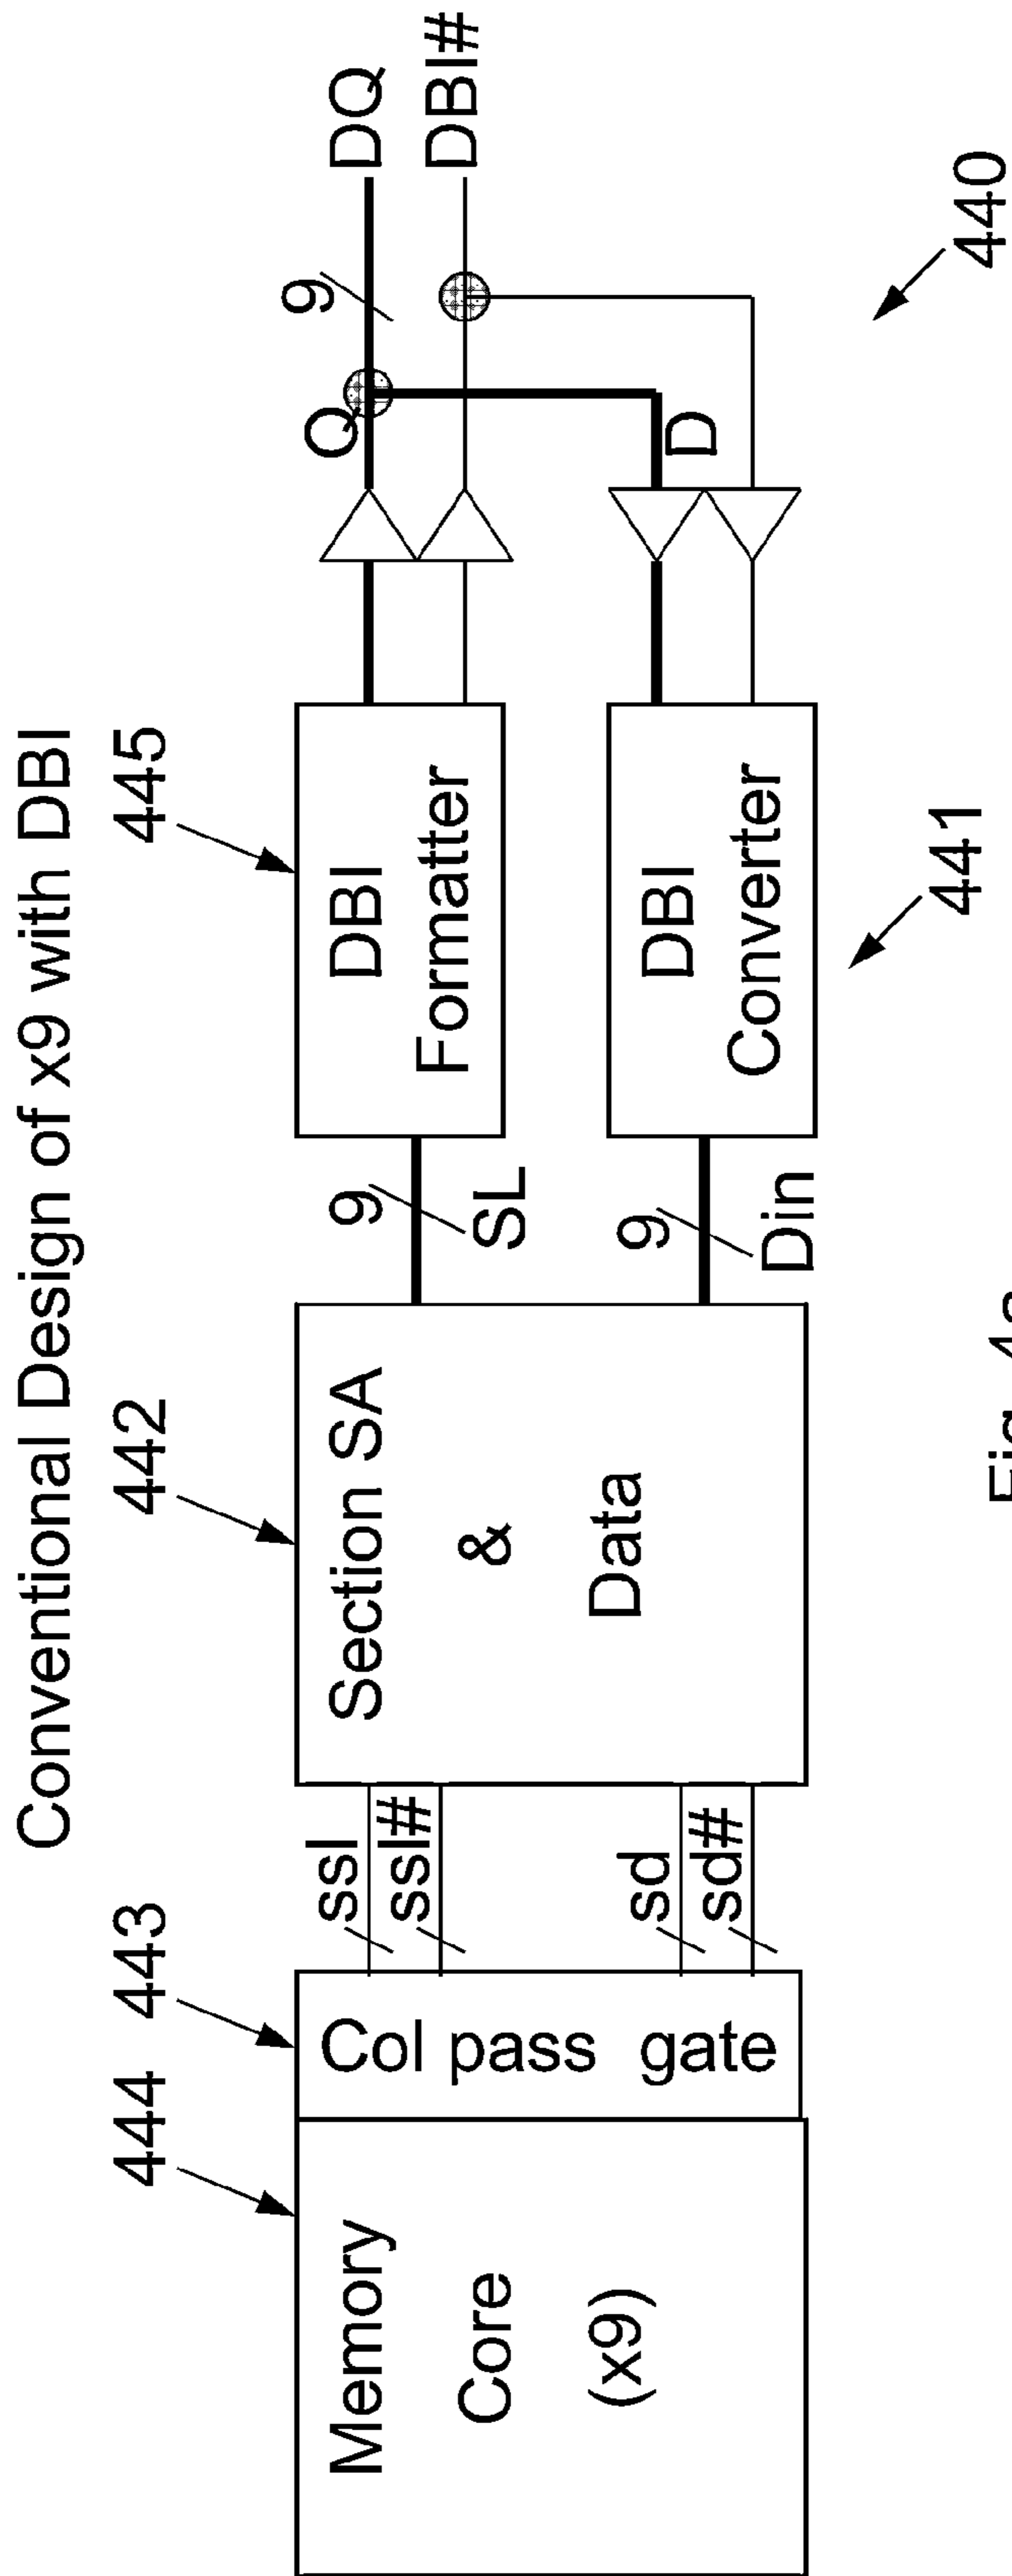 Conventional Design of x9 with DBI
444
443
442
445
Memory
Core
(x9)
Col pass gate
ssl
ssl#
sd
sd#
Section SA
&
Data
9
SL
9
Din
DBI
Formatter
DBI
Converter
Q
D
9
DQ
DBI#
441
440
Fig.